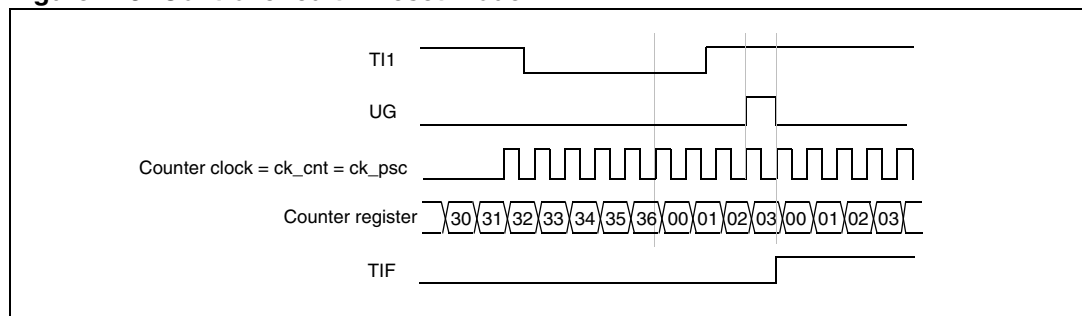 TI1
UG
Counter clock = ck_cnt = ck_psc
Counter register 30 31 32 33 34 35 36 00 01 02 03 00 01 02 03
TIF